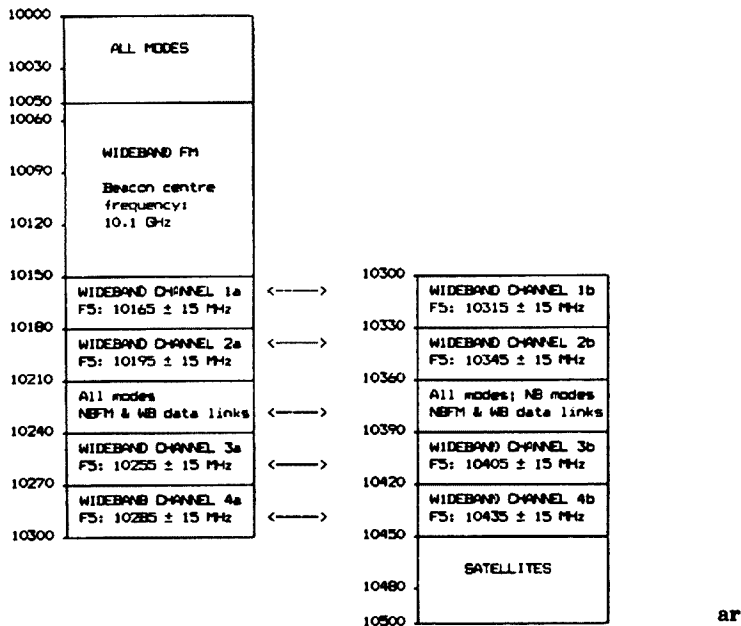 10000
ALL MODES
10030
10050
10060
WIDEBAND FM
10090
Beacon centre
frequency:
10.1 GHz
10120
10150
WIDEBAND CHANNEL 1a
F5: 10165 ± 15 MHz
<---->
10180
WIDEBAND CHANNEL 2a
F5: 10195 ± 15 MHz
<---->
10210
All modes
NBFM & WB data links
<---->
10240
WIDEBAND CHANNEL 3a
F5: 10255 ± 15 MHz
<---->
10270
WIDEBAND CHANNEL 4a
F5: 10285 ± 15 MHz
<---->
10300
10300
WIDEBAND CHANNEL 1b
F5: 10315 ± 15 MHz
10330
WIDEBAND CHANNEL 2b
F5: 10345 ± 15 MHz
10360
All modes; NB modes
NBFM & WB data links
10390
WIDEBAND CHANNEL 3b
F5: 10405 ± 15 MHz
10420
WIDEBAND CHANNEL 4b
F5: 10435 ± 15 MHz
10450
SATELLITES
10480
10500
ar